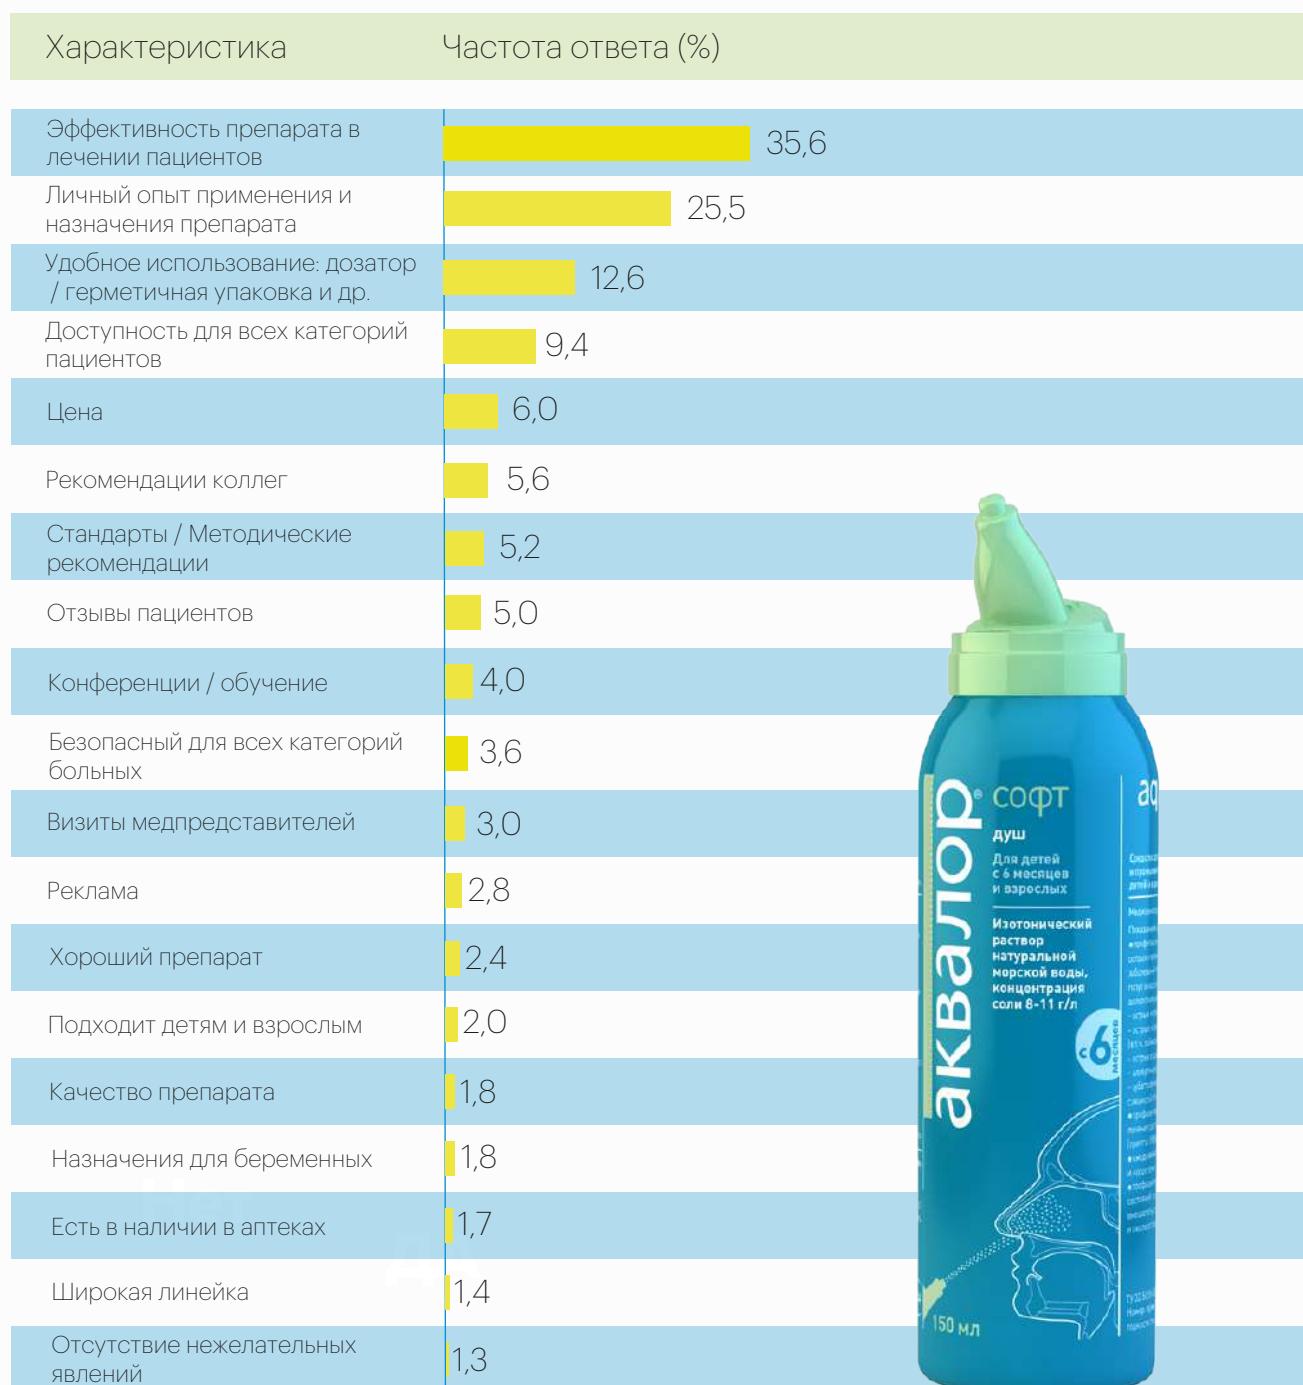 Характеристика
Частота ответа (%)
Эффективность препарата в
лечении пациентов
35,6
Личный опыт применения и
назначения препарата
25,5
Удобное использование: дозатор
/ герметичная упаковка и др.
12,6
Доступность для всех категорий
пациентов
9,4
Цена
6,0
Рекомендации коллег
5,6
Стандарты / Методические
рекомендации
5,2
Отзывы пациентов
5,0
Конференции / обучение
4,0
Безопасный для всех категорий
больных
3,6
Визиты медпредставителей
3,0
Реклама
2,8
Хороший препарат
2,4
Подходит детям и взрослым
2,0
Качество препарата
1,8
Назначения для беременных
1,8
Есть в наличии в аптеках
1,7
Широкая линейка
1,4
Отсутствие нежелательных
явлений
1,3
Нет
ДА
аквалор®
софт
душ
Для детей
с 6 месяцев
и взрослых
Изотонический
раствор
натуральной
морской воды,
концентрация
соли 8-11 г/л
с 6
месяцев
150 мл
aq